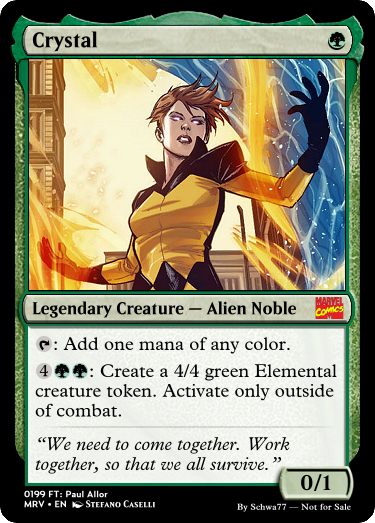 Crystal
Legendary Creature — Alien Noble
MARVEL
COMICS
: Add one mana of any color.
4: Create a 4/4 green Elemental
creature token. Activate only outside
of combat.
“We need to come together. Work
together, so that we all survive.”
0/1
0199 FT: Paul Allor
MRV • EN Stefano Caselli
By Schwa77 — Not for Sale